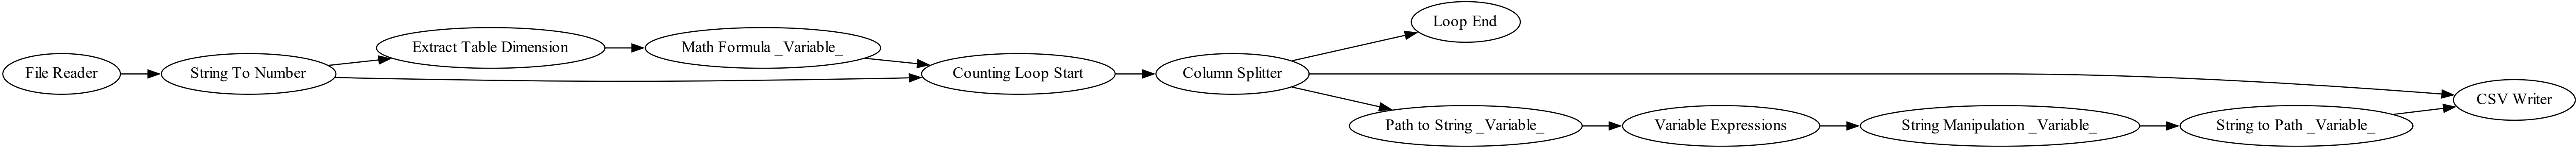 File Reader
String To Number
Extract Table Dimension
Math Formula _Variable_
Counting Loop Start
Column Splitter
Loop End
Path to String _Variable_
Variable Expressions
String Manipulation _Variable_
String to Path _Variable_
CSV Writer